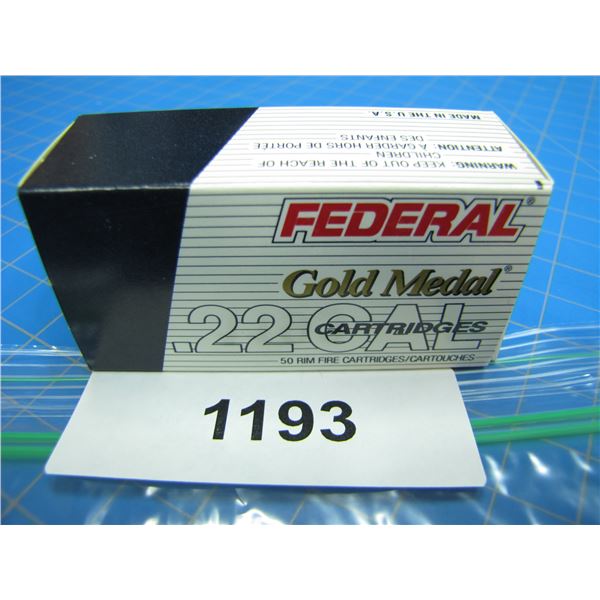 MADE IN THE U.S.A.
WARNING: KEEP OUT OF THE REACH OF
CHILDREN
ATTENTION: A GARDER HORS DE PORTÉE
DES ENFANTS
FEDERAL®
Gold Medal®
.22 CAL
CARTRIDGES
50 RIM FIRE CARTRIDGES/CARTOUCHES
1193